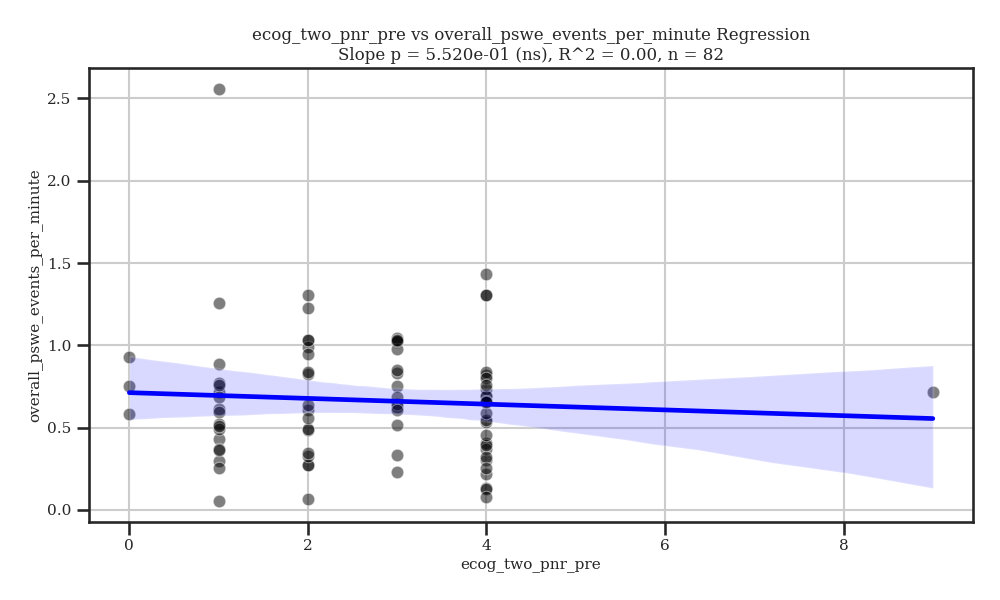 ecog_two_pnr_pre vs overall_pswe_events_per_minute Regression
Slope p = 5.520e-01 (ns), R^2 = 0.00, n = 82
overall_pswe_events_per_minute
2.5
2.0
1.5
1.0
0.5
0.0
0 2 4 6 8
ecog_two_pnr_pre